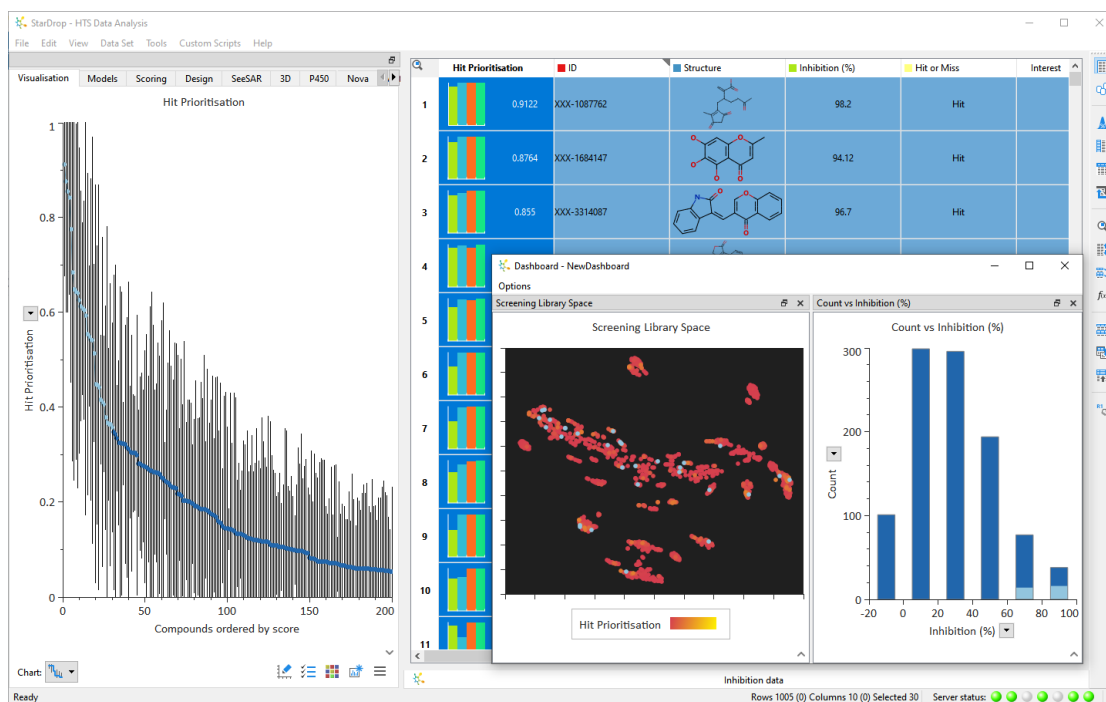 StarDrop - HTS Data Analysis
File Edit View Data Set Tools Custom Scripts Help
Visualisation Models Scoring Design SeeSAR 3D P450 Nova
Hit Prioritisation
Hit Prioritisation
1
0.8
0.6
0.4
0.2
0
0 50 100 150 200
Compounds ordered by score
Chart:
Hit Prioritisation ID Structure Inhibition (%) Hit or Miss Interest
1 0.9122 XXX-1087762 98.2 Hit
2 0.8764 XXX-1684147 94.12 Hit
3 0.855 XXX-3314087 96.7 Hit
4
5
6
7
8
9
10
11
Dashboard - NewDashboard
Options
Screening Library Space
Screening Library Space
Hit Prioritisation
Count vs Inhibition (%)
Count vs Inhibition (%)
Count
300
200
100
0
-20 0 20 40 60 80 100
Inhibition (%)
Inhibition data
Ready
Rows 1005 (0) Columns 10 (0) Selected 30 Server status: